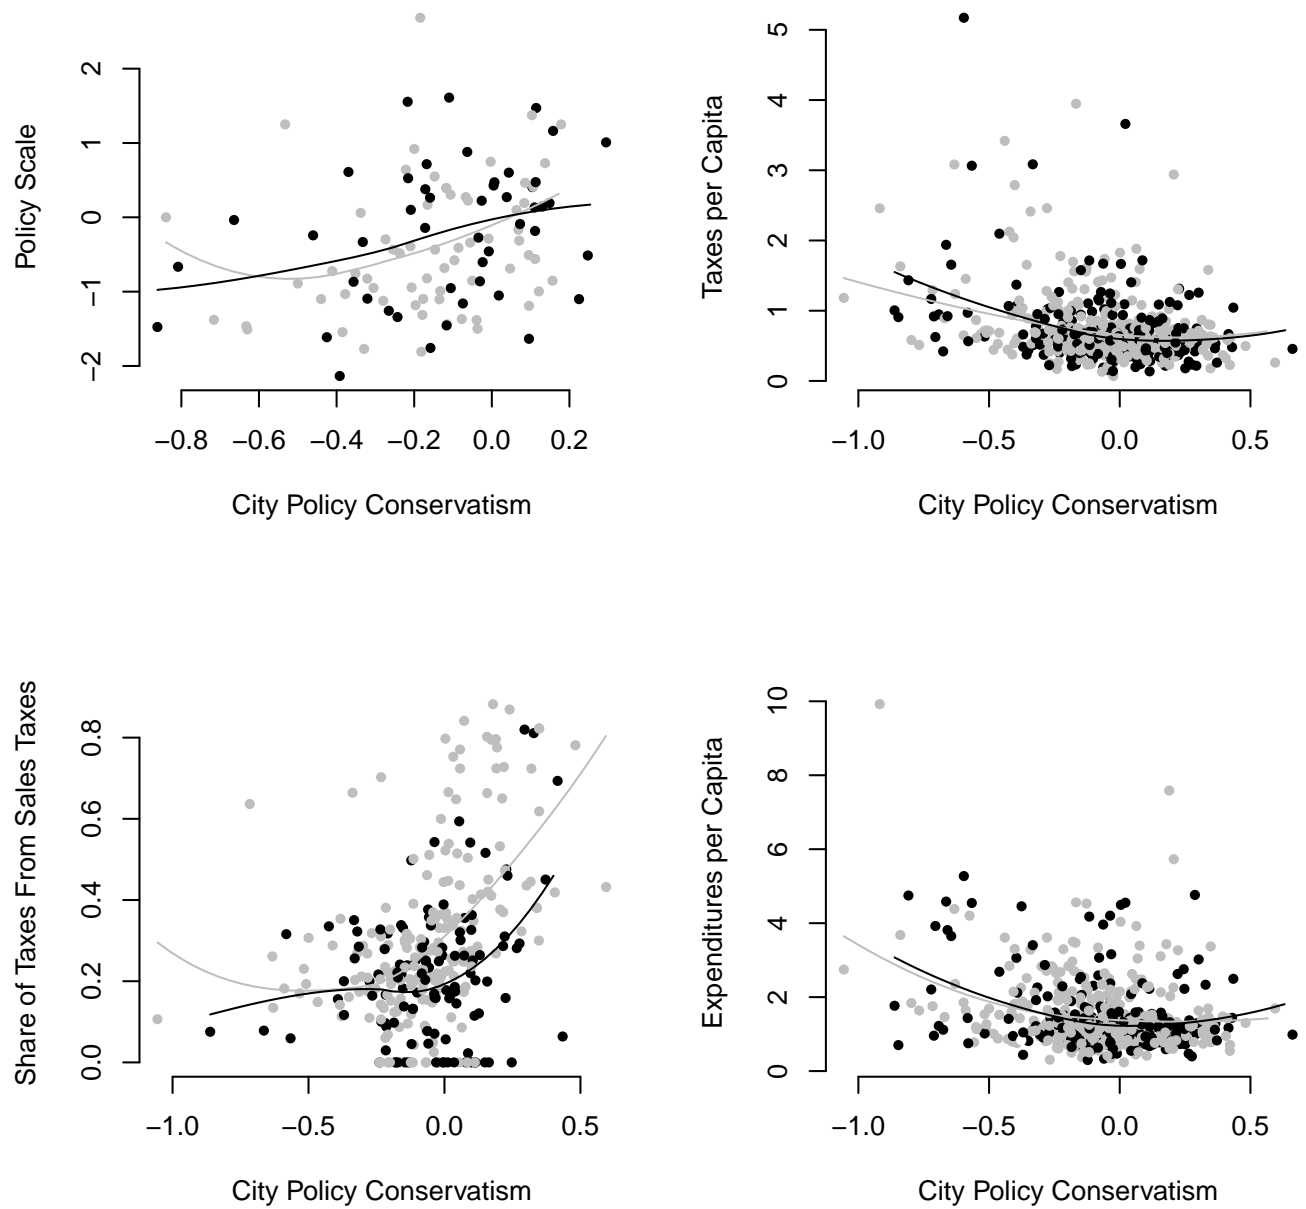 Policy Scale
2
1
0
−1
−2
−0.8 −0.6 −0.4 −0.2 0.0 0.2
City Policy Conservatism
Taxes per Capita
5
4
3
2
1
0
−1.0 −0.5 0.0 0.5
City Policy Conservatism
Share of Taxes From Sales Taxes
0.8
0.6
0.4
0.2
0.0
−1.0 −0.5 0.0 0.5
City Policy Conservatism
Expenditures per Capita
10
8
6
4
2
0
−1.0 −0.5 0.0 0.5
City Policy Conservatism